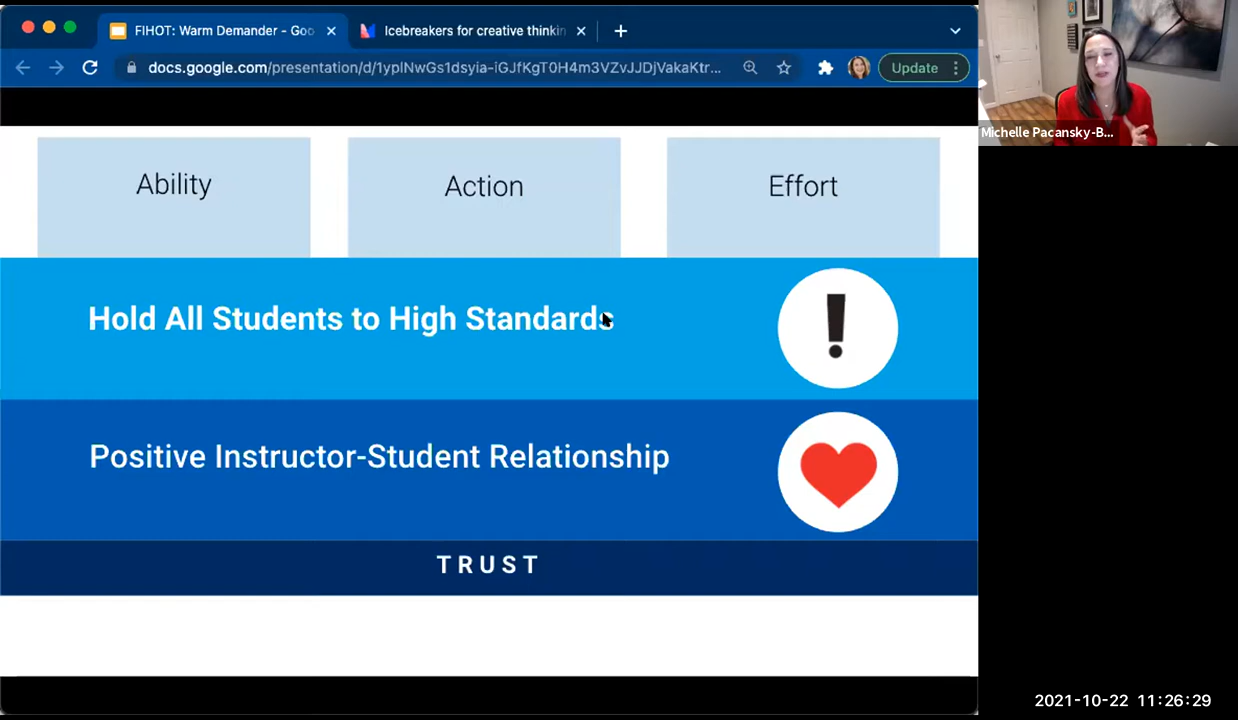 FIHOT: Warm Demander - Goo
Icebreakers for creative thinkin
docs.google.com/presentation/d/1yplNwGs1dsyia-iGJfKgT0H4m3VZvJJDjVakaKtr...
Update
Michelle Pacansky-B...
Ability
Action
Effort
Hold All Students to High Standards
!
Positive Instructor-Student Relationship
TRUST
2021-10-22 11:26:29